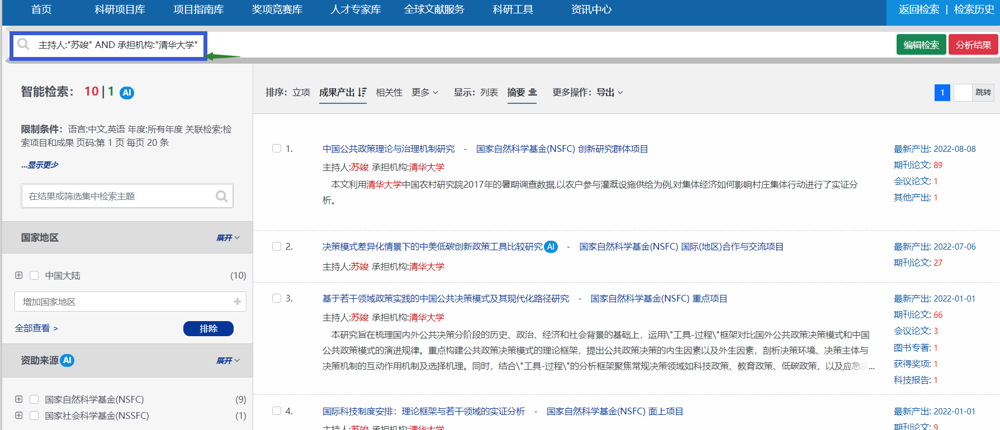 首页 科研项目库 项目指南库 奖项竞赛库 人才专家库 全球文献服务 科研工具 资讯中心 返回检索 | 检索历史
主持人:"苏竣" AND 承担机构:"清华大学" 编辑检索 分析结果
智能检索： 10 | 1 AI
限制条件：语言:中文,英语 年度:所有年度 关联检索:检
索项目和成果 页码:第 1 页 每页 20 条
...显示更少
在结果或筛选集中检索主题
国家地区 展开
中国大陆 (10)
增加国家地区
全部查看 > 排除
资助来源 AI 展开
国家自然科学基金(NSFC) (9)
国家社会科学基金(NSSFC) (1)
排序：立项 成果产出 相关性 更多 显示：列表 摘要 更多操作：导出 1 跳转
1. 中国公共政策理论与治理机制研究 - 国家自然科学基金(NSFC) 创新研究群体项目
主持人:苏竣 承担机构:清华大学
本文利用清华大学中国农村研究院2017年的暑期调查数据,以农户参与灌溉设施供给为例,对集体经济如何影响村庄集体行动进行了实证分
析。
最新产出: 2022-08-08
期刊论文: 89
会议论文: 1
其他产出: 1
2. 决策模式差异化情景下的中美低碳创新政策工具比较研究 AI - 国家自然科学基金(NSFC) 国际(地区)合作与交流项目
主持人:苏竣 承担机构:清华大学
最新产出: 2022-07-06
期刊论文: 27
3. 基于若干领域政策实践的中国公共决策模式及其现代化路径研究 - 国家自然科学基金(NSFC) 重点项目
主持人:苏竣 承担机构:清华大学
本研究旨在梳理国内外公共决策分阶段的历史、政治、经济和社会背景的基础上，运用\"工具-过程\"框架对比国外公共政策决策模式和中国
公共政策模式的演进规律。重点构建公共政策决策模式的理论框架，提出公共政策决策的内生因素以及外生因素，剖析决策环境、决策主体与
决策机制的互动作用机制及选择机理。同时，结合\"工具-过程\"的分析框架聚焦常规决策领域如科技政策、教育政策、低碳政策，以及应急决...
最新产出: 2022-01-01
期刊论文: 66
会议论文: 3
图书专著: 1
获得奖项: 1
科技报告: 1
4. 国际科技制度安排：理论框架与若干领域的实证分析 - 国家自然科学基金(NSFC) 面上项目
主持人:苏竣 承担机构:清华大学
最新产出: 2022-01-01
期刊论文: 9